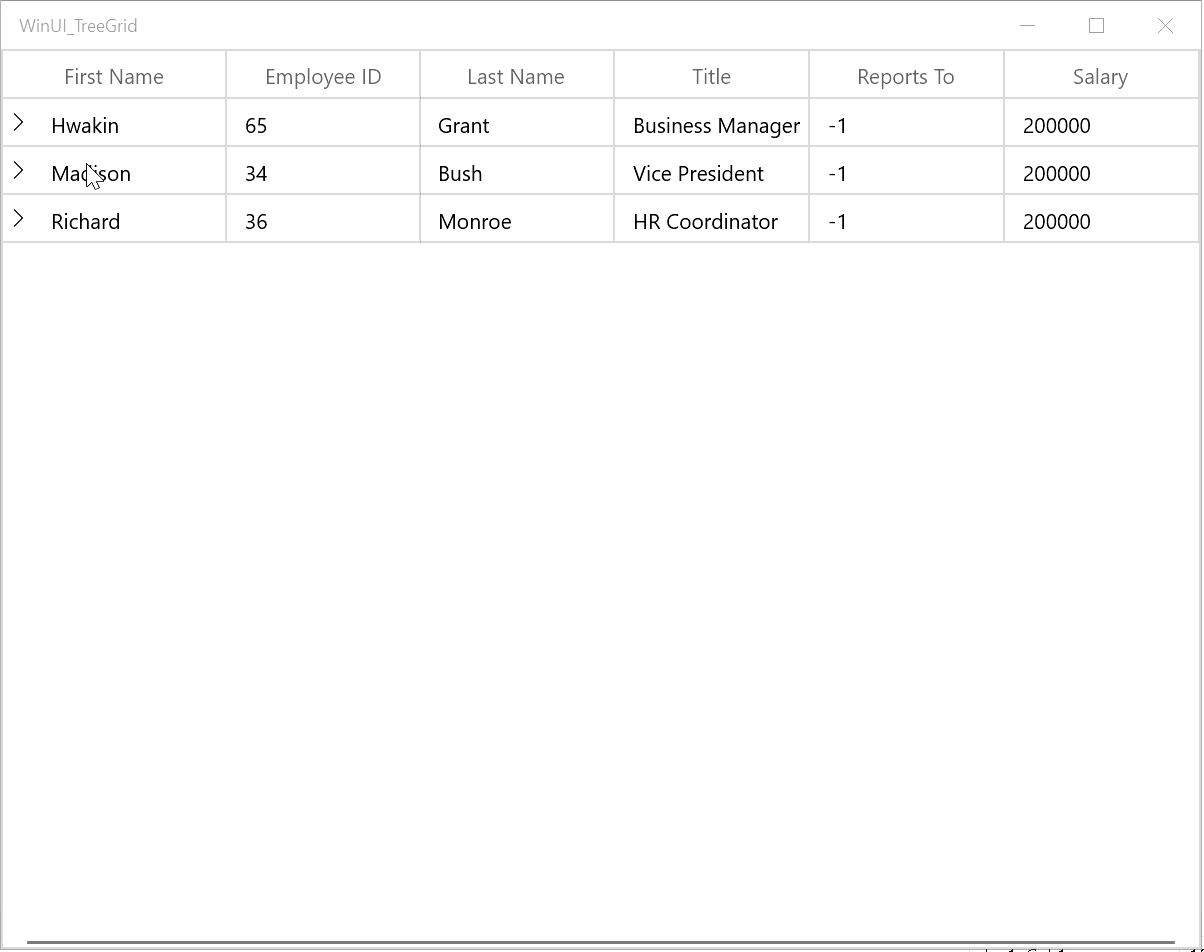 WinUI_TreeGrid
First Name Employee ID Last Name Title Reports To Salary
Hwakin 65 Grant Business Manager -1 200000
Madison 34 Bush Vice President -1 200000
Richard 36 Monroe HR Coordinator -1 200000